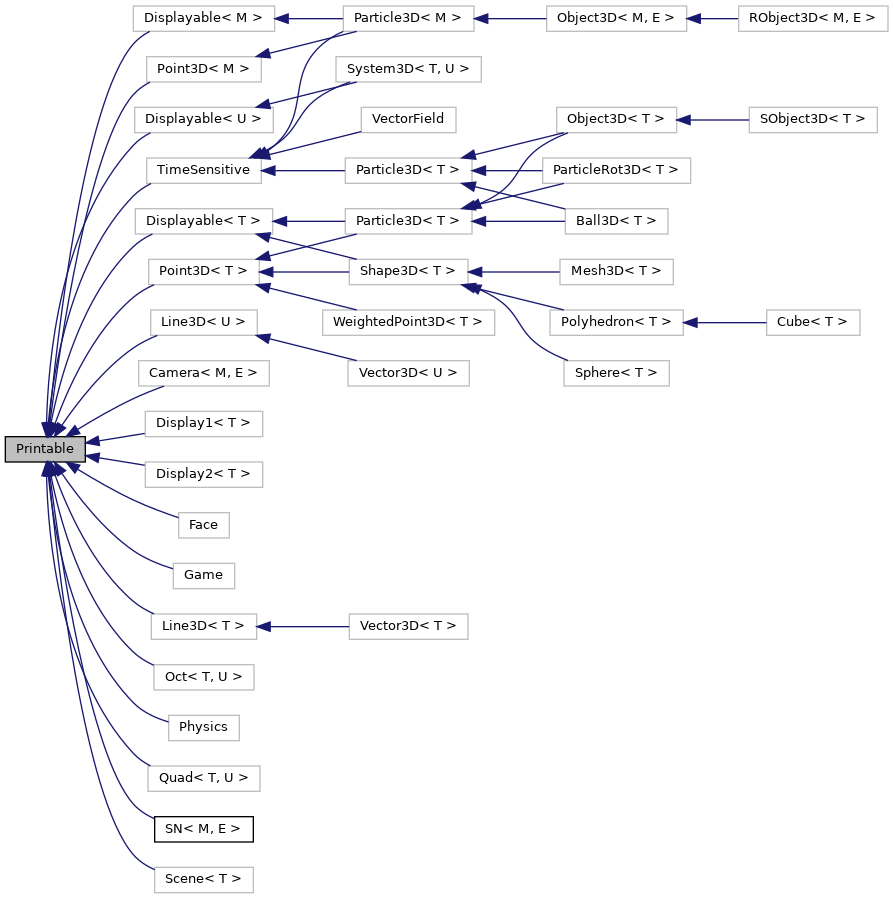 Displayable< M >
Particle3D< M >
Object3D< M, E >
RObject3D< M, E >
Point3D< M >
System3D< T, U >
Displayable< U >
VectorField
Object3D< T >
SObject3D< T >
TimeSensitive
Particle3D< T >
ParticleRot3D< T >
Displayable< T >
Particle3D< T >
Ball3D< T >
Point3D< T >
Shape3D< T >
Mesh3D< T >
Line3D< U >
WeightedPoint3D< T >
Polyhedron< T >
Cube< T >
Camera< M, E >
Vector3D< U >
Sphere< T >
Display1< T >
Printable
Display2< T >
Face
Game
Line3D< T >
Vector3D< T >
Oct< T, U >
Physics
Quad< T, U >
SN< M, E >
Scene< T >